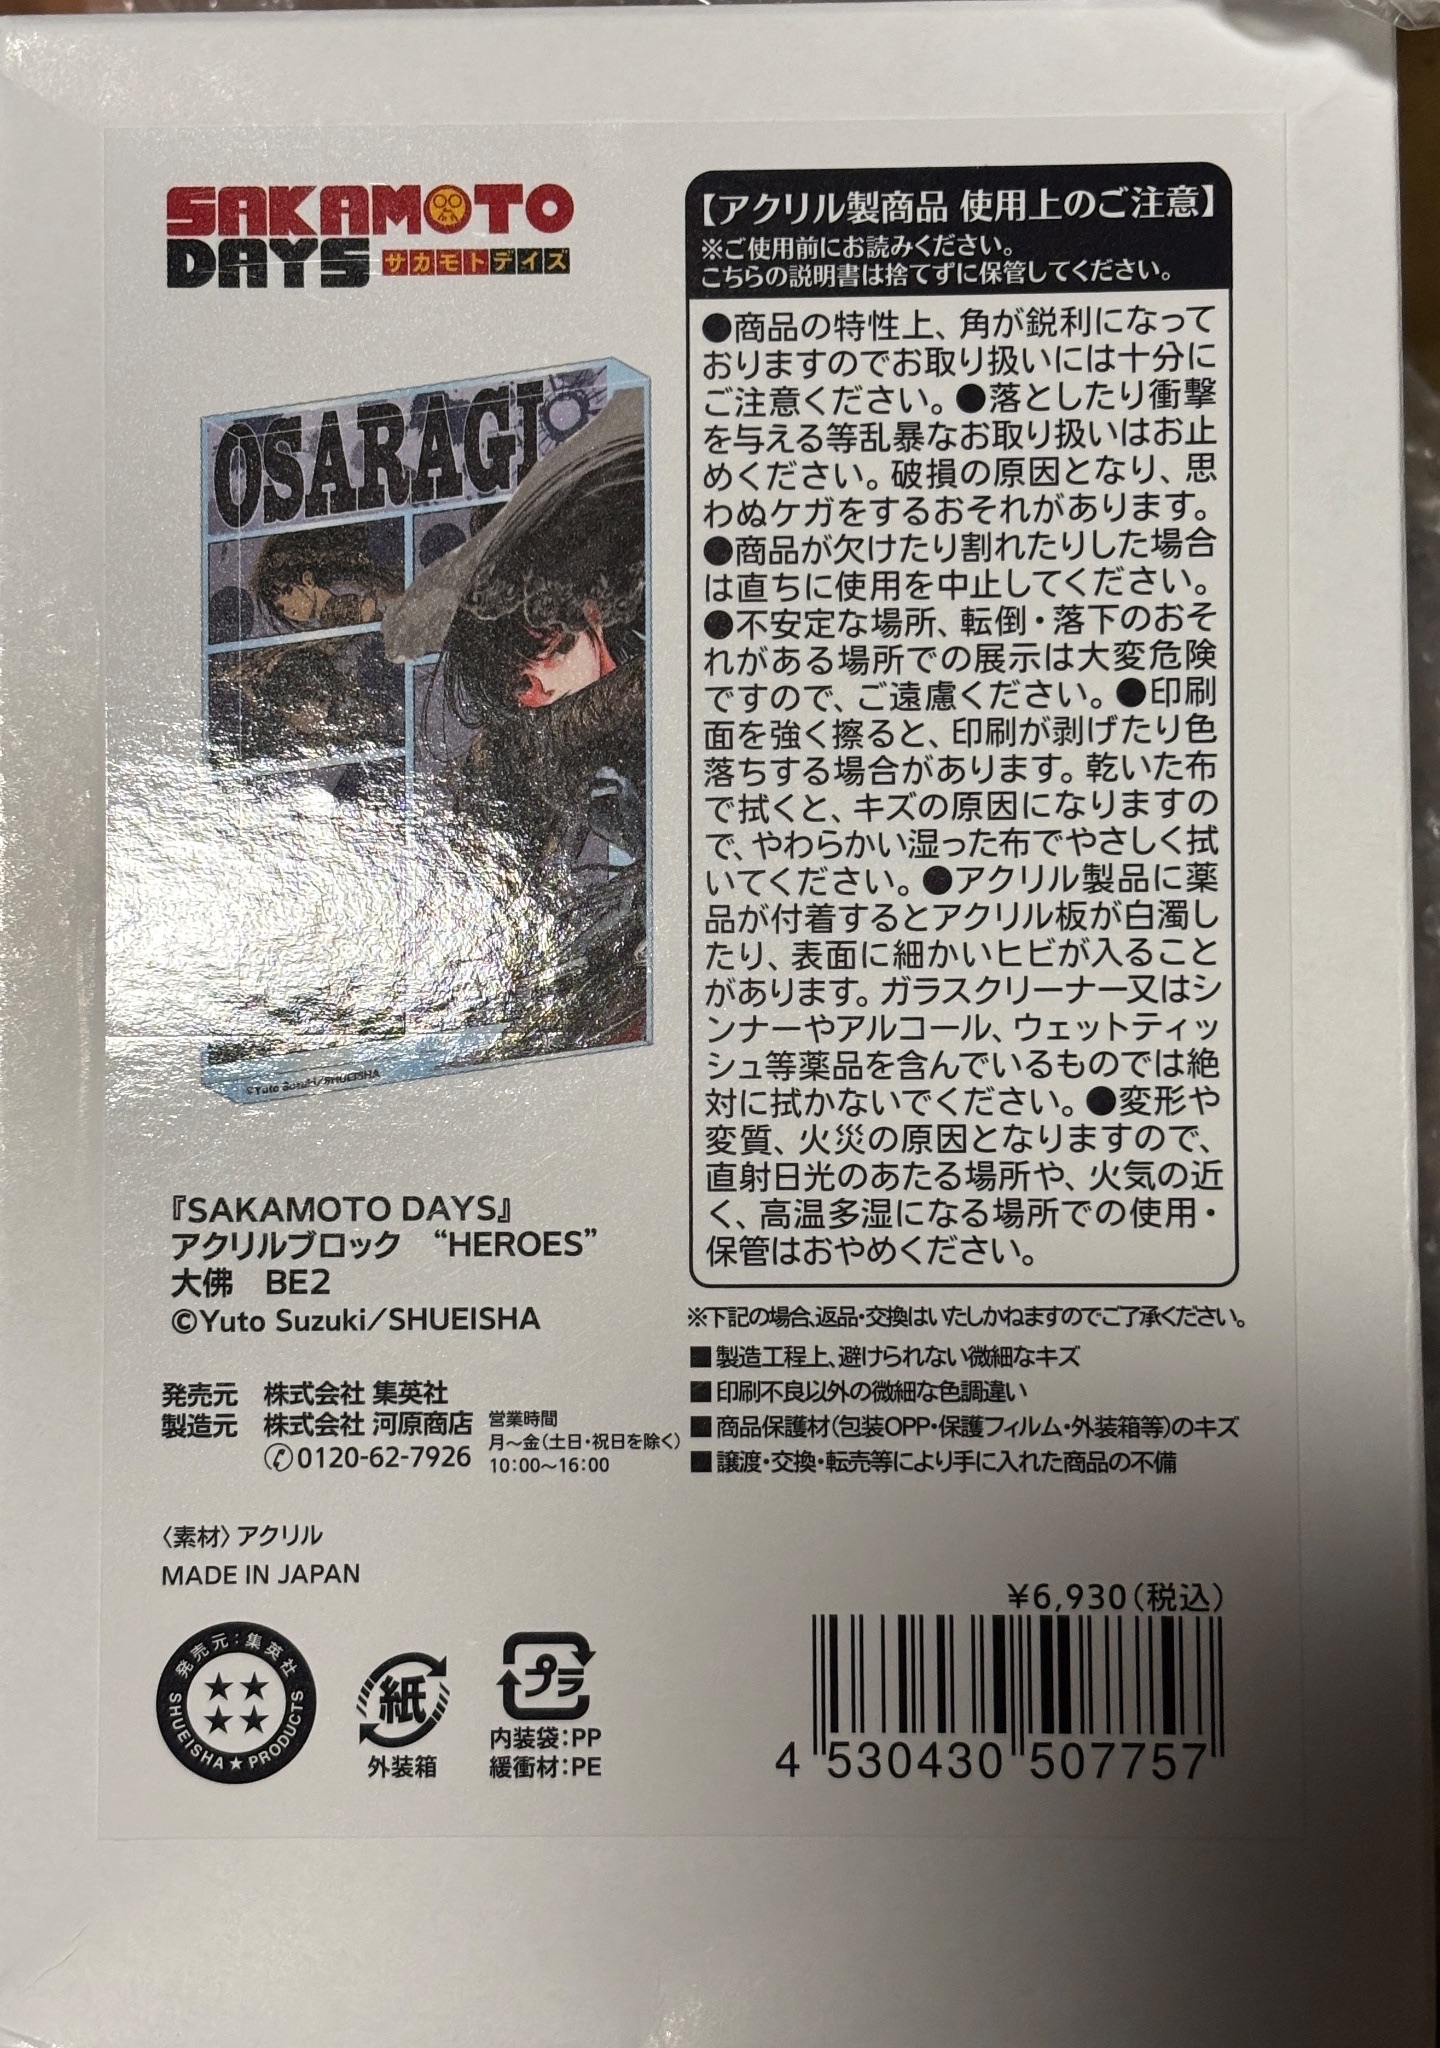 SAKAMOTO
DAYS サカモトデイズ
OSARAGI
©Yuto Suzuki/SHUEISHA
『SAKAMOTO DAYS』
アクリルブロック “HEROES”
大佛 BE2
©Yuto Suzuki/SHUEISHA
発売元 株式会社 集英社
製造元 株式会社 河原商店
0120-62-7926
営業時間
月～金(土日・祝日を除く)
10:00～16:00
〈素材〉アクリル
MADE IN JAPAN
発売元:集英社
SHUEISHA★PRODUCTS
紙
外装箱
プラ
内装袋:PP
緩衝材:PE
【アクリル製商品 使用上のご注意】
※ご使用前にお読みください。
こちらの説明書は捨てずに保管してください。
●商品の特性上、角が鋭利になって
おりますのでお取り扱いには十分に
ご注意ください。●落としたり衝撃
を与える等乱暴なお取り扱いはお止
めください。破損の原因となり、思
わぬケガをするおそれがあります。
●商品が欠けたり割れたりした場合
は直ちに使用を中止してください。
●不安定な場所、転倒・落下のおそ
れがある場所での展示は大変危険
ですので、ご遠慮ください。●印刷
面を強く擦ると、印刷が剥げたり色
落ちする場合があります。乾いた布
で拭くと、キズの原因になりますの
で、やわらかい湿った布でやさしく拭
いてください。●アクリル製品に薬
品が付着するとアクリル板が白濁し
たり、表面に細かいヒビが入ること
があります。ガラスクリーナー又はシ
ンナーやアルコール、ウェットティッ
シュ等薬品を含んでいるものでは絶
対に拭かないでください。●変形や
変質、火災の原因となりますので、
直射日光のあたる場所や、火気の近
く、高温多湿になる場所での使用・
保管はおやめください。
※下記の場合、返品・交換はいたしかねますのでご了承ください。
■製造工程上、避けられない微細なキズ
■印刷不良以外の微細な色調違い
■商品保護材(包装OPP・保護フィルム・外装箱等)のキズ
■譲渡・交換・転売等により手に入れた商品の不備
¥6,930(税込)
4 530430 507757